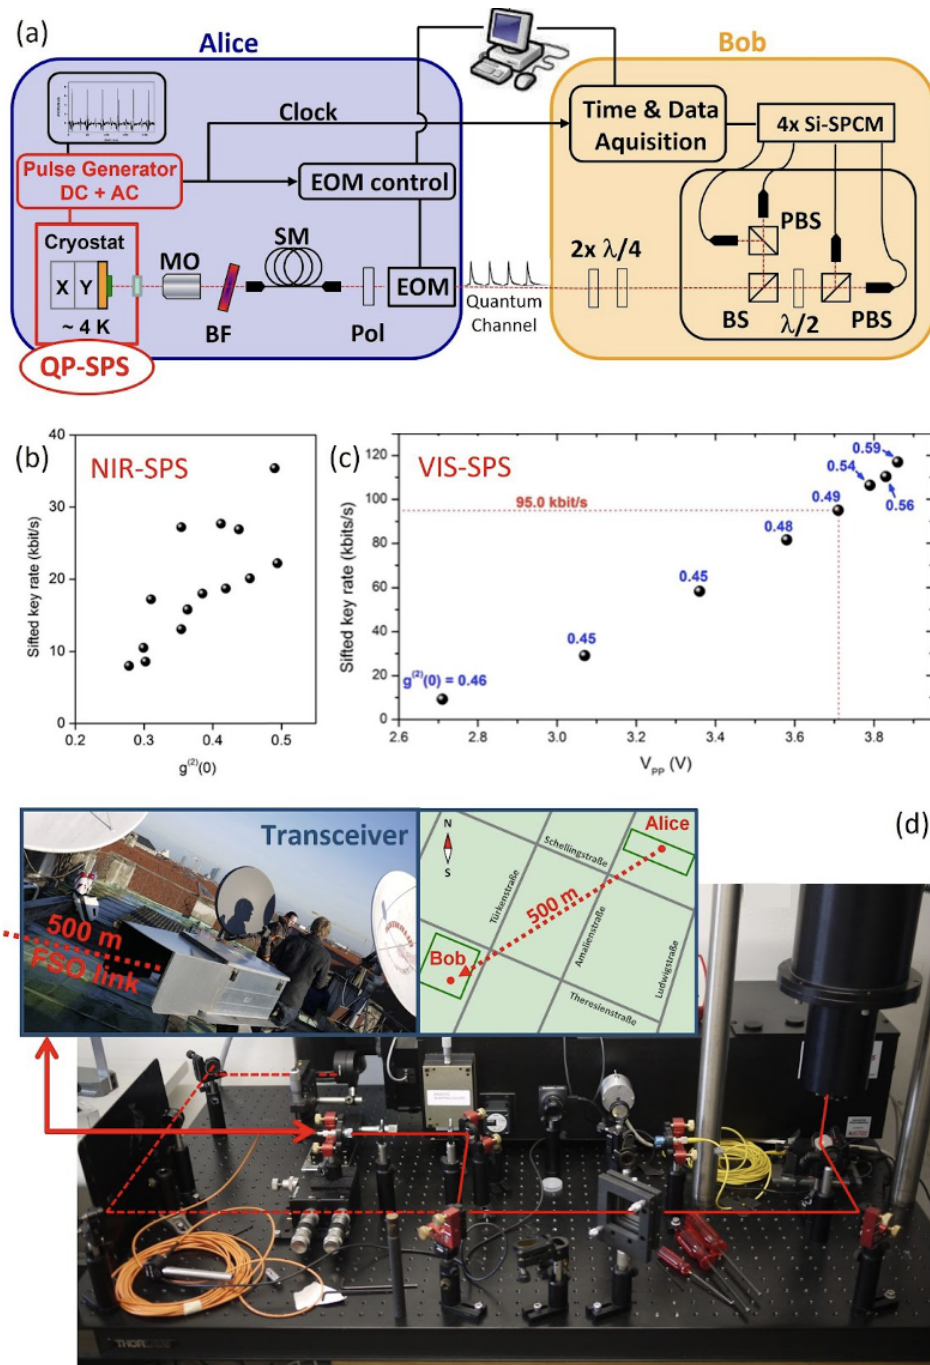 (a)
Alice
Bob
Clock
Pulse Generator
DC + AC
EOM control
Time & Data
Aquisition
4x Si-SPCM
Cryostat
X Y
~ 4 K
QP-SPS
MO
BF
SM
Pol
EOM
Quantum
Channel
2x λ/4
PBS
BS
λ/2
PBS
(b)
NIR-SPS
Sifted key rate (kbit/s)
40
30
20
10
0
0.2 0.3 0.4 0.5
g⁽²⁾(0)
(c)
VIS-SPS
Sifted key rate (kbits/s)
120
100
80
60
40
20
0
95.0 kbit/s
g⁽²⁾(0) = 0.46
0.45
0.45
0.48
0.49
0.54
0.56
0.59
2.6 2.8 3.0 3.2 3.4 3.6 3.8
V_PP (V)
(d)
Transceiver
500 m
FSO link
N
S
Alice
Schellingstraße
Türkenstraße
500 m
Amalienstraße
Ludwigstraße
Bob
Theresienstraße
THOR